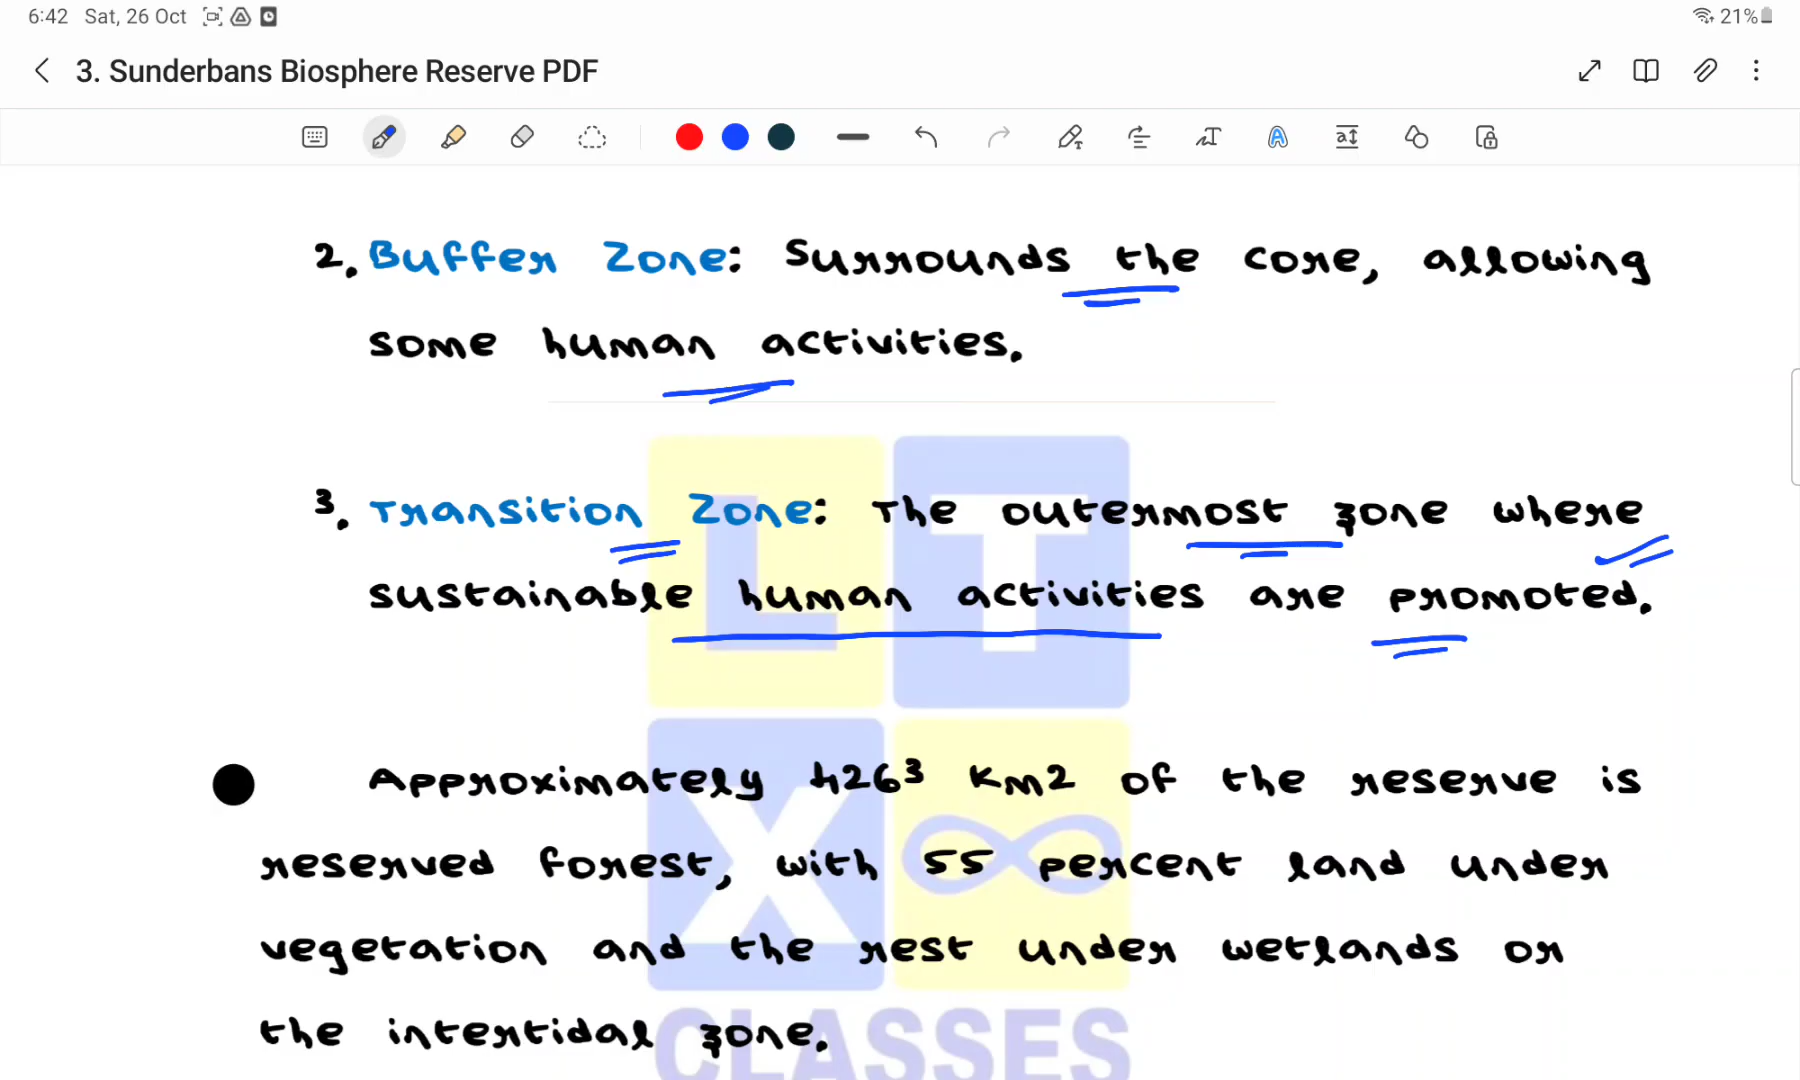 6:42 Sat, 26 Oct
21%
3. Sunderbans Biosphere Reserve PDF
2. Buffer Zone: Surrounds the core, allowing
some human activities.
3. Transition Zone: The outermost zone where
sustainable human activities are promoted.
Approximately 4263 Km2 of the reserve is
reserved forest, with 55 percent land under
vegetation and the rest under wetlands or
the intertidal zone.
L T
X ∞
CLASSES